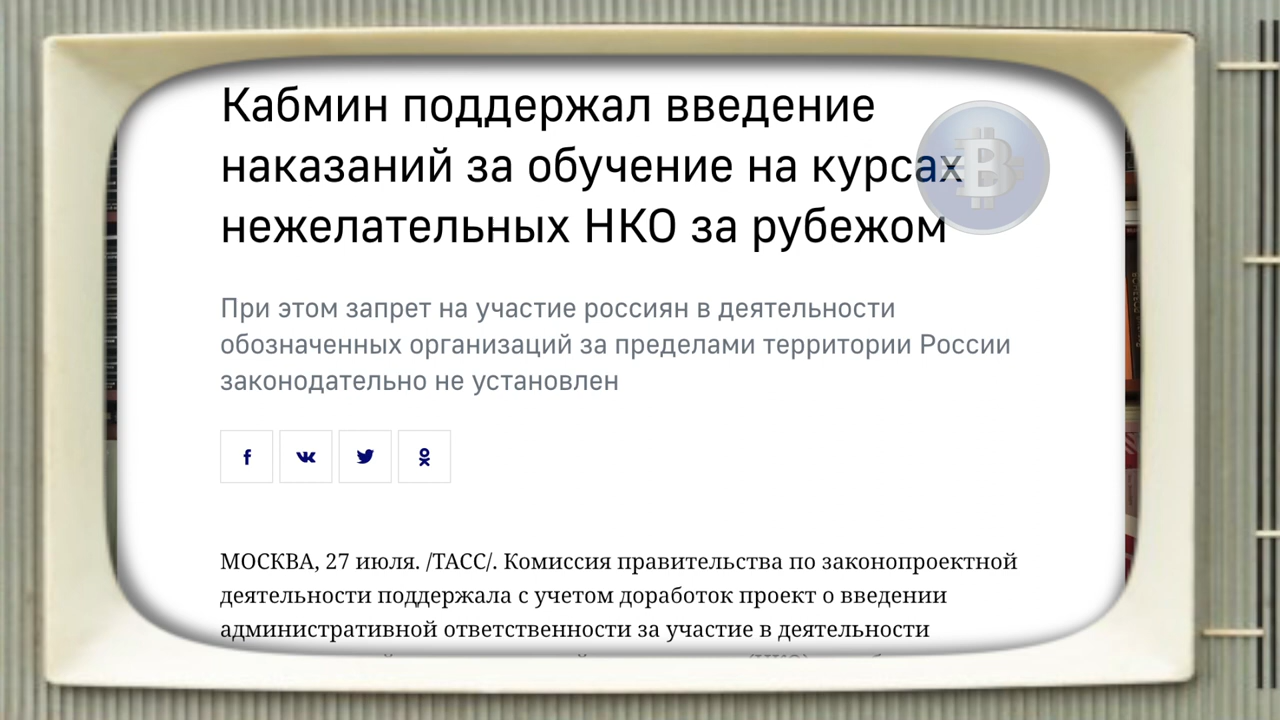 Кабмин поддержал введение
наказаний за обучение на курсах
нежелательных НКО за рубежом
При этом запрет на участие россиян в деятельности
обозначенных организаций за пределами территории России
законодательно не установлен
МОСКВА, 27 июля. /ТАСС/. Комиссия правительства по законопроектной
деятельности поддержала с учетом доработок проект о введении
административной ответственности за участие в деятельности